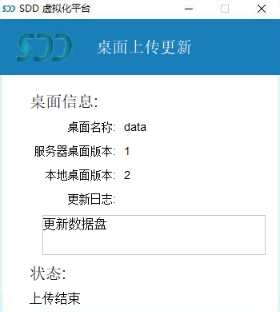 SDD 虚拟化平台
SDD 桌面上传更新
桌面信息:
桌面名称: data
服务器桌面版本: 1
本地桌面版本: 2
更新日志:
更新数据盘
状态:
上传结束